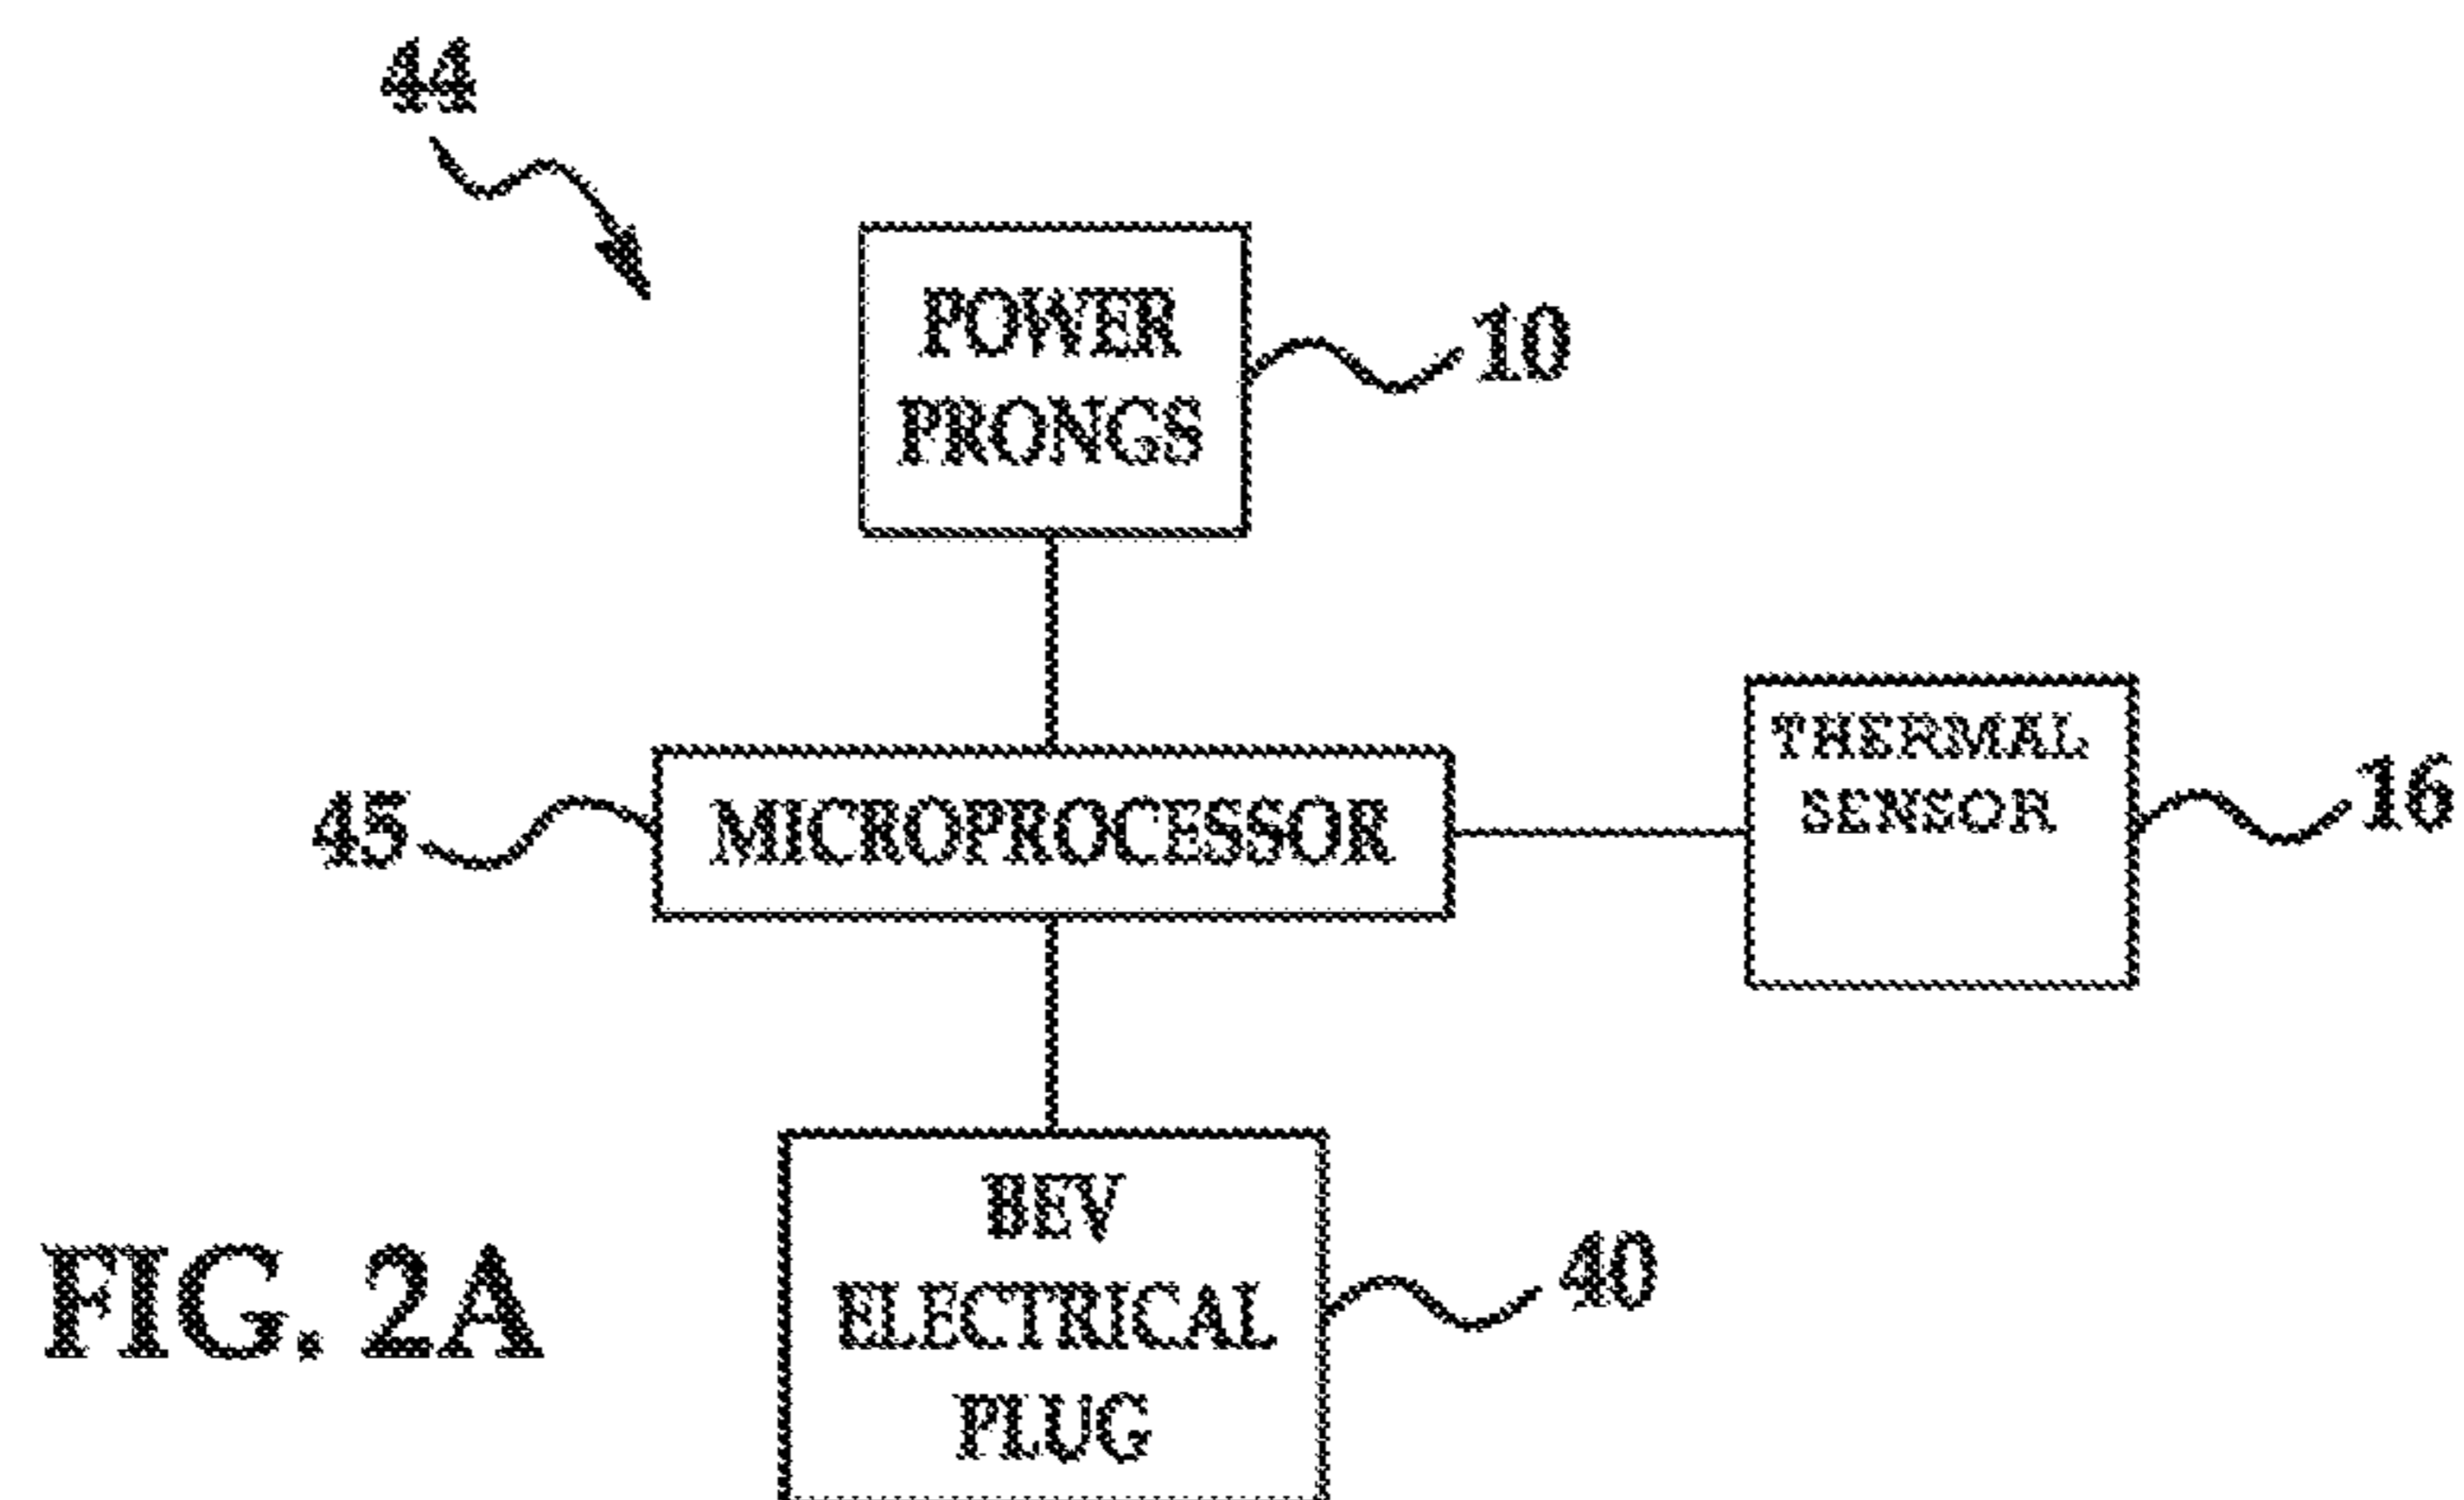 44
POWER
PRONGS
10
THERMAL
SENSOR
16
45
MICROPROCESSOR
BEV
ELECTRICAL
PLUG
40
FIG. 2A